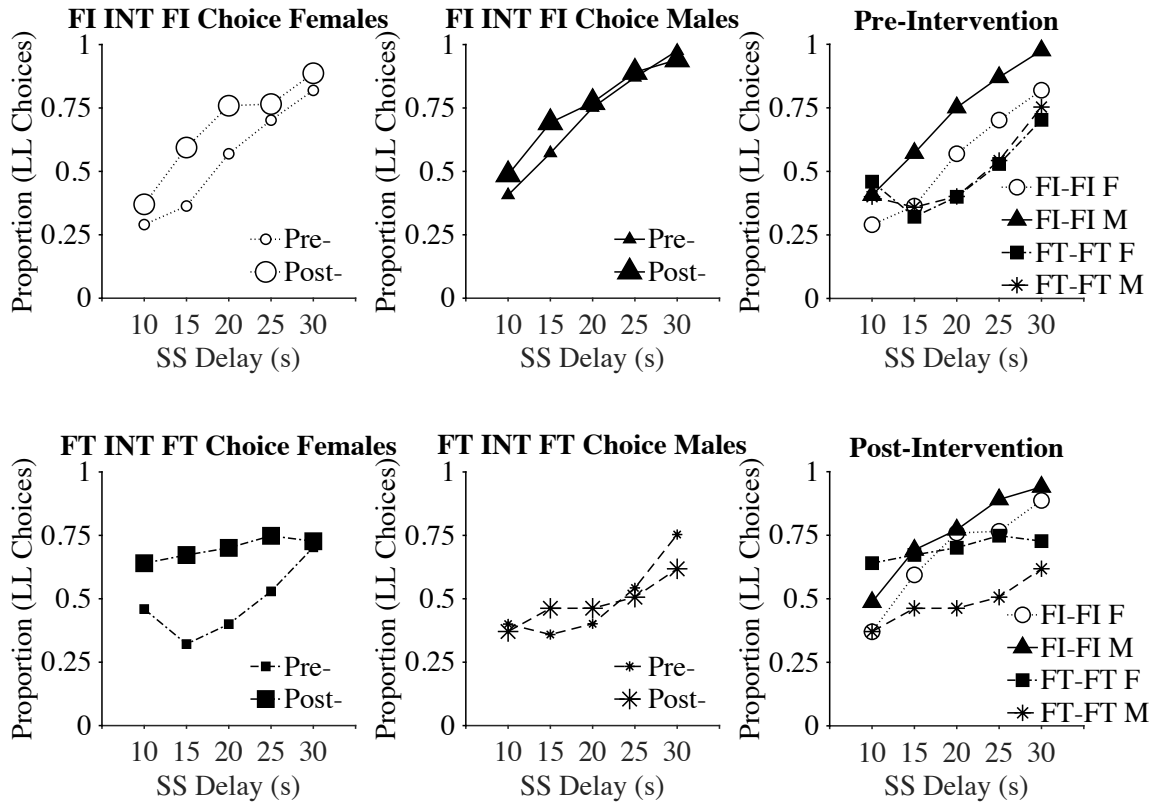 FI INT FI Choice Females
Proportion (LL Choices)
1
0.75
0.5
0.25
0
10 15 20 25 30
SS Delay (s)
Pre-
Post-
FI INT FI Choice Males
Proportion (LL Choices)
1
0.75
0.5
0.25
0
10 15 20 25 30
SS Delay (s)
Pre-
Post-
Pre-Intervention
Proportion (LL Choices)
1
0.75
0.5
0.25
0
10 15 20 25 30
SS Delay (s)
FI-FI F
FI-FI M
FT-FT F
FT-FT M
FT INT FT Choice Females
Proportion (LL Choices)
1
0.75
0.5
0.25
0
10 15 20 25 30
SS Delay (s)
Pre-
Post-
FT INT FT Choice Males
Proportion (LL Choices)
1
0.75
0.5
0.25
0
10 15 20 25 30
SS Delay (s)
Pre-
Post-
Post-Intervention
Proportion (LL Choices)
1
0.75
0.5
0.25
0
10 15 20 25 30
SS Delay (s)
FI-FI F
FI-FI M
FT-FT F
FT-FT M